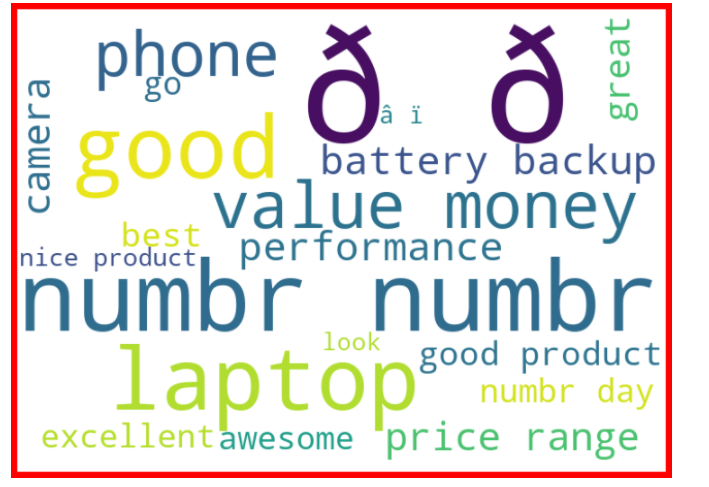 phone
ð ð
great
go
camera
â ï
good
battery backup
value money
best
performance
nice product
numbr numbr
look
laptop
good product
numbr day
excellent
awesome
price range